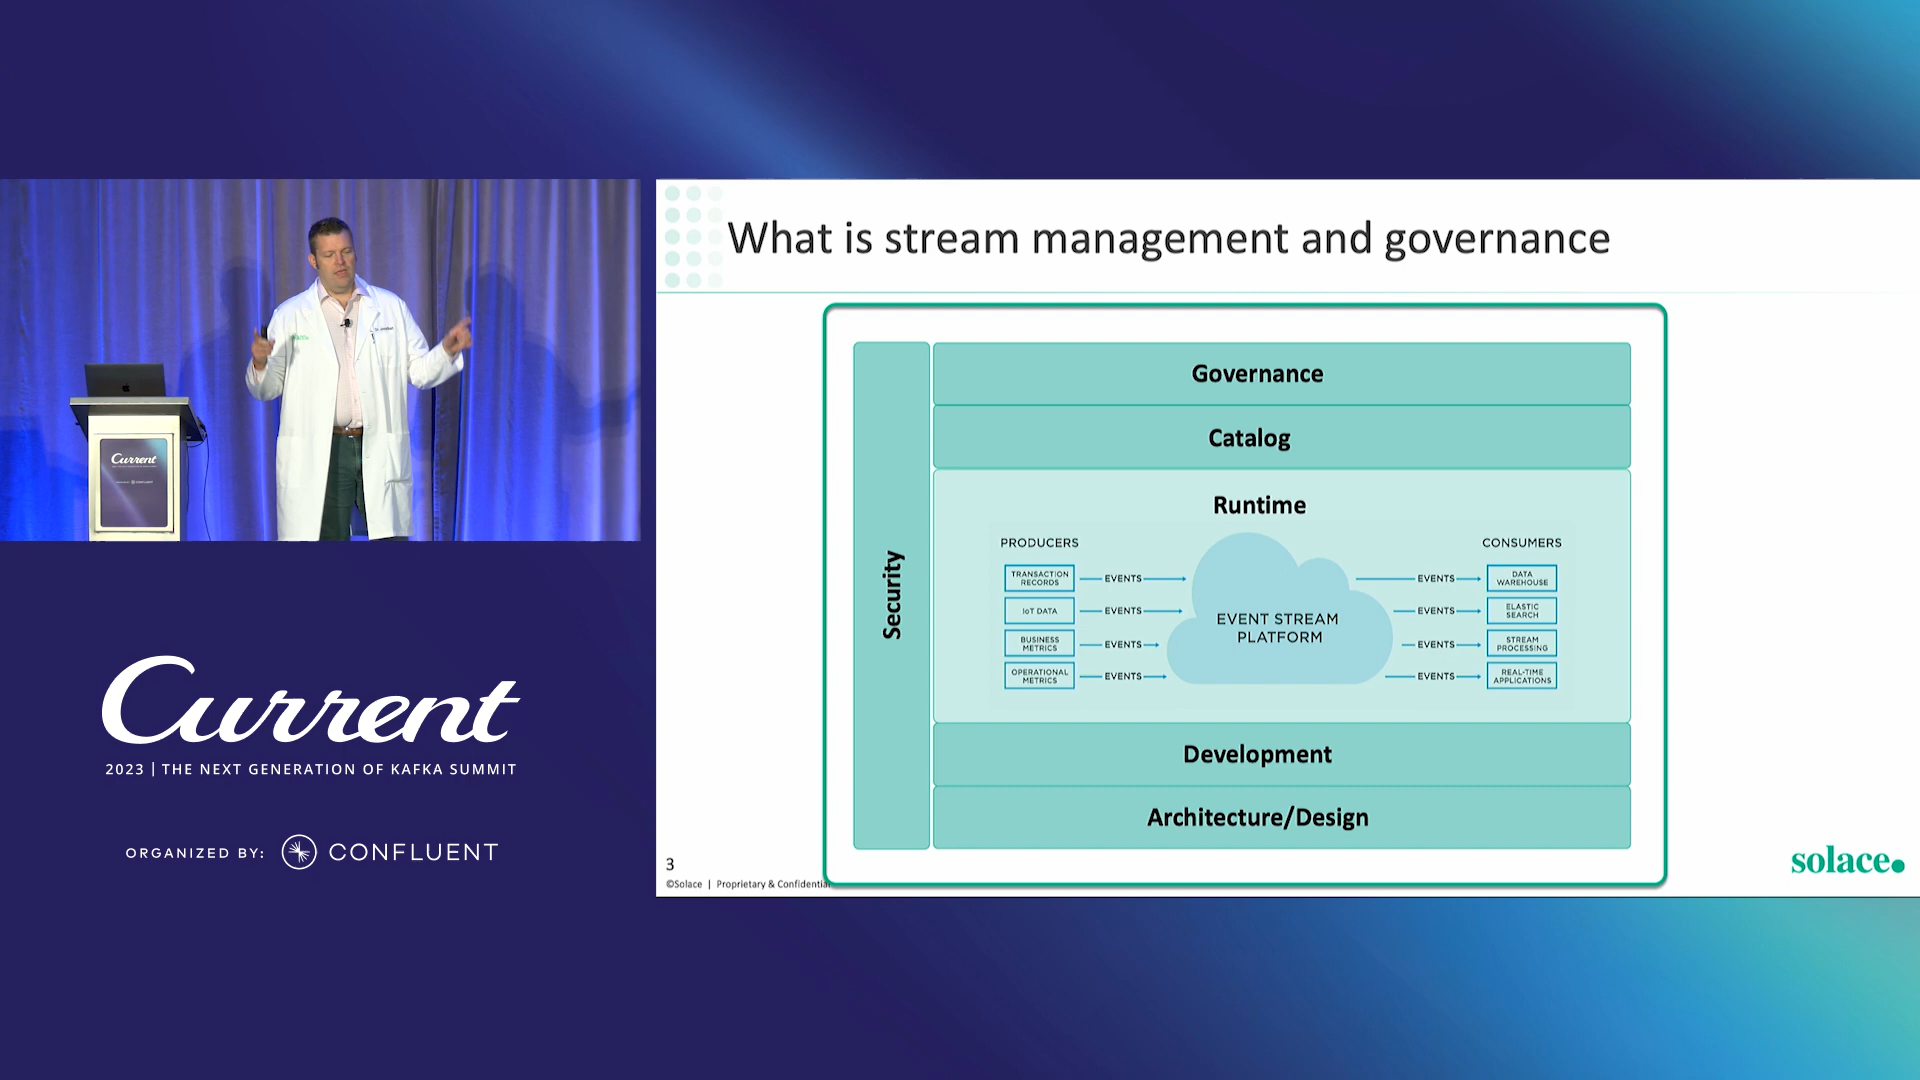 What is stream management and governance
Governance
Catalog
Runtime
Security
PRODUCERS
TRANSACTION
RECORDS
IoT DATA
BUSINESS
METRICS
OPERATIONAL
METRICS
EVENTS
EVENTS
EVENTS
EVENTS
EVENT STREAM
PLATFORM
EVENTS
EVENTS
EVENTS
EVENTS
CONSUMERS
DATA
WAREHOUSE
ELASTIC
SEARCH
STREAM
PROCESSING
REAL-TIME
APPLICATIONS
Development
Architecture/Design
3
©Solace | Proprietary & Confidential
solace.
Current
Current
2023 | THE NEXT GENERATION OF KAFKA SUMMIT
ORGANIZED BY: CONFLUENT